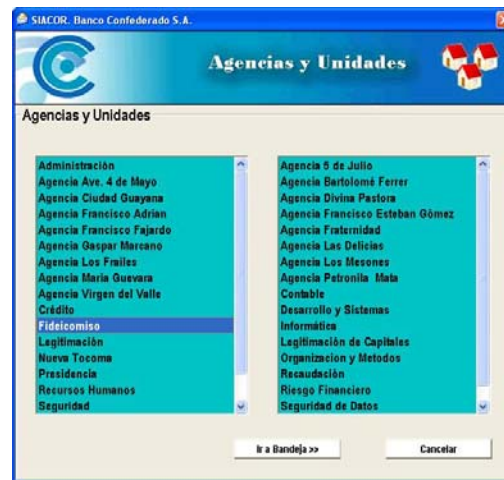 SIACOR. Banco Confederado S.A.
Agencias y Unidades
Agencias y Unidades
Administración
Agencia Ave. 4 de Mayo
Agencia Ciudad Guayana
Agencia Francisco Adrian
Agencia Francisco Fajardo
Agencia Gaspar Marcano
Agencia Los Frailes
Agencia Maria Guevara
Agencia Virgen del Valle
Crédito
Fideicomiso
Legitimación
Nueva Tocoma
Presidencia
Recursos Humanos
Seguridad
Agencia 5 de Julio
Agencia Bartolomé Ferrer
Agencia Divina Pastora
Agencia Francisco Esteban Gómez
Agencia Fraternidad
Agencia Las Delicias
Agencia Los Mesones
Agencia Petronila Mata
Contable
Desarrollo y Sistemas
Informática
Legitimación de Capitales
Organizacion y Metodos
Recaudación
Riesgo Financiero
Seguridad de Datos
Ir a Bandeja >>
Cancelar